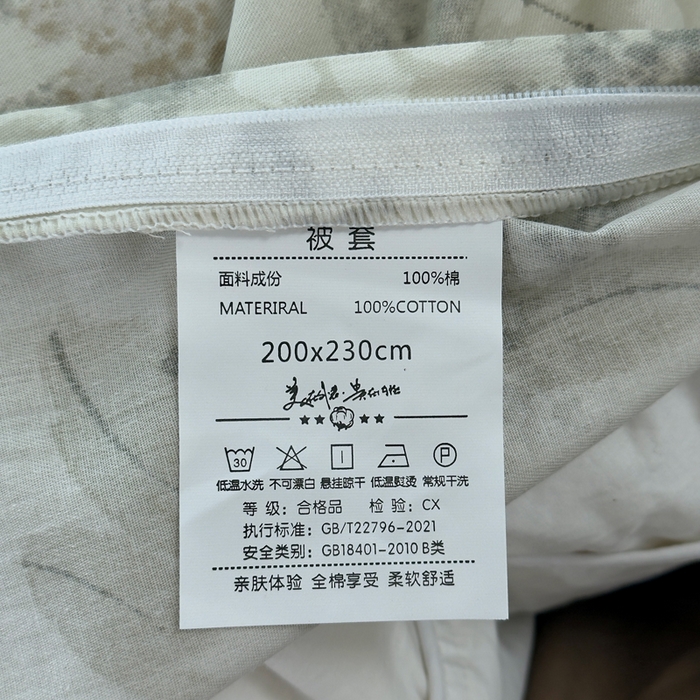 被套
面料成份 100%棉
MATERIRAL 100%COTTON
200x230cm
30 P
低温水洗 不可漂白 悬挂晾干 低温熨烫 常规干洗
等 级：合格品 检 验：CX
执行标准：GB/T22796-2021
安全类别：GB18401-2010 B类
亲肤体验 全棉享受 柔软舒适